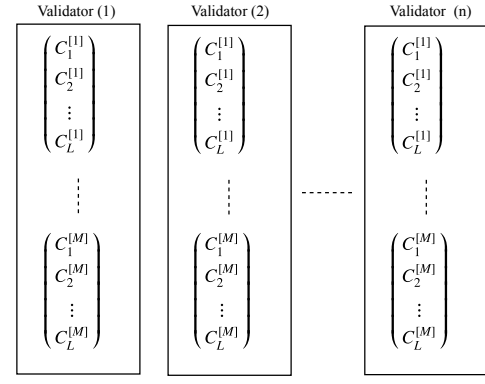 Validator (1) Validator (2) Validator (n)
C_1^{[1]} C_1^{[1]} C_1^{[1]}
C_2^{[1]} C_2^{[1]} C_2^{[1]}
⋮ ⋮ ⋮
C_L^{[1]} C_L^{[1]} C_L^{[1]}
C_1^{[M]} C_1^{[M]} C_1^{[M]}
C_2^{[M]} C_2^{[M]} C_2^{[M]}
⋮ ⋮ ⋮
C_L^{[M]} C_L^{[M]} C_L^{[M]}